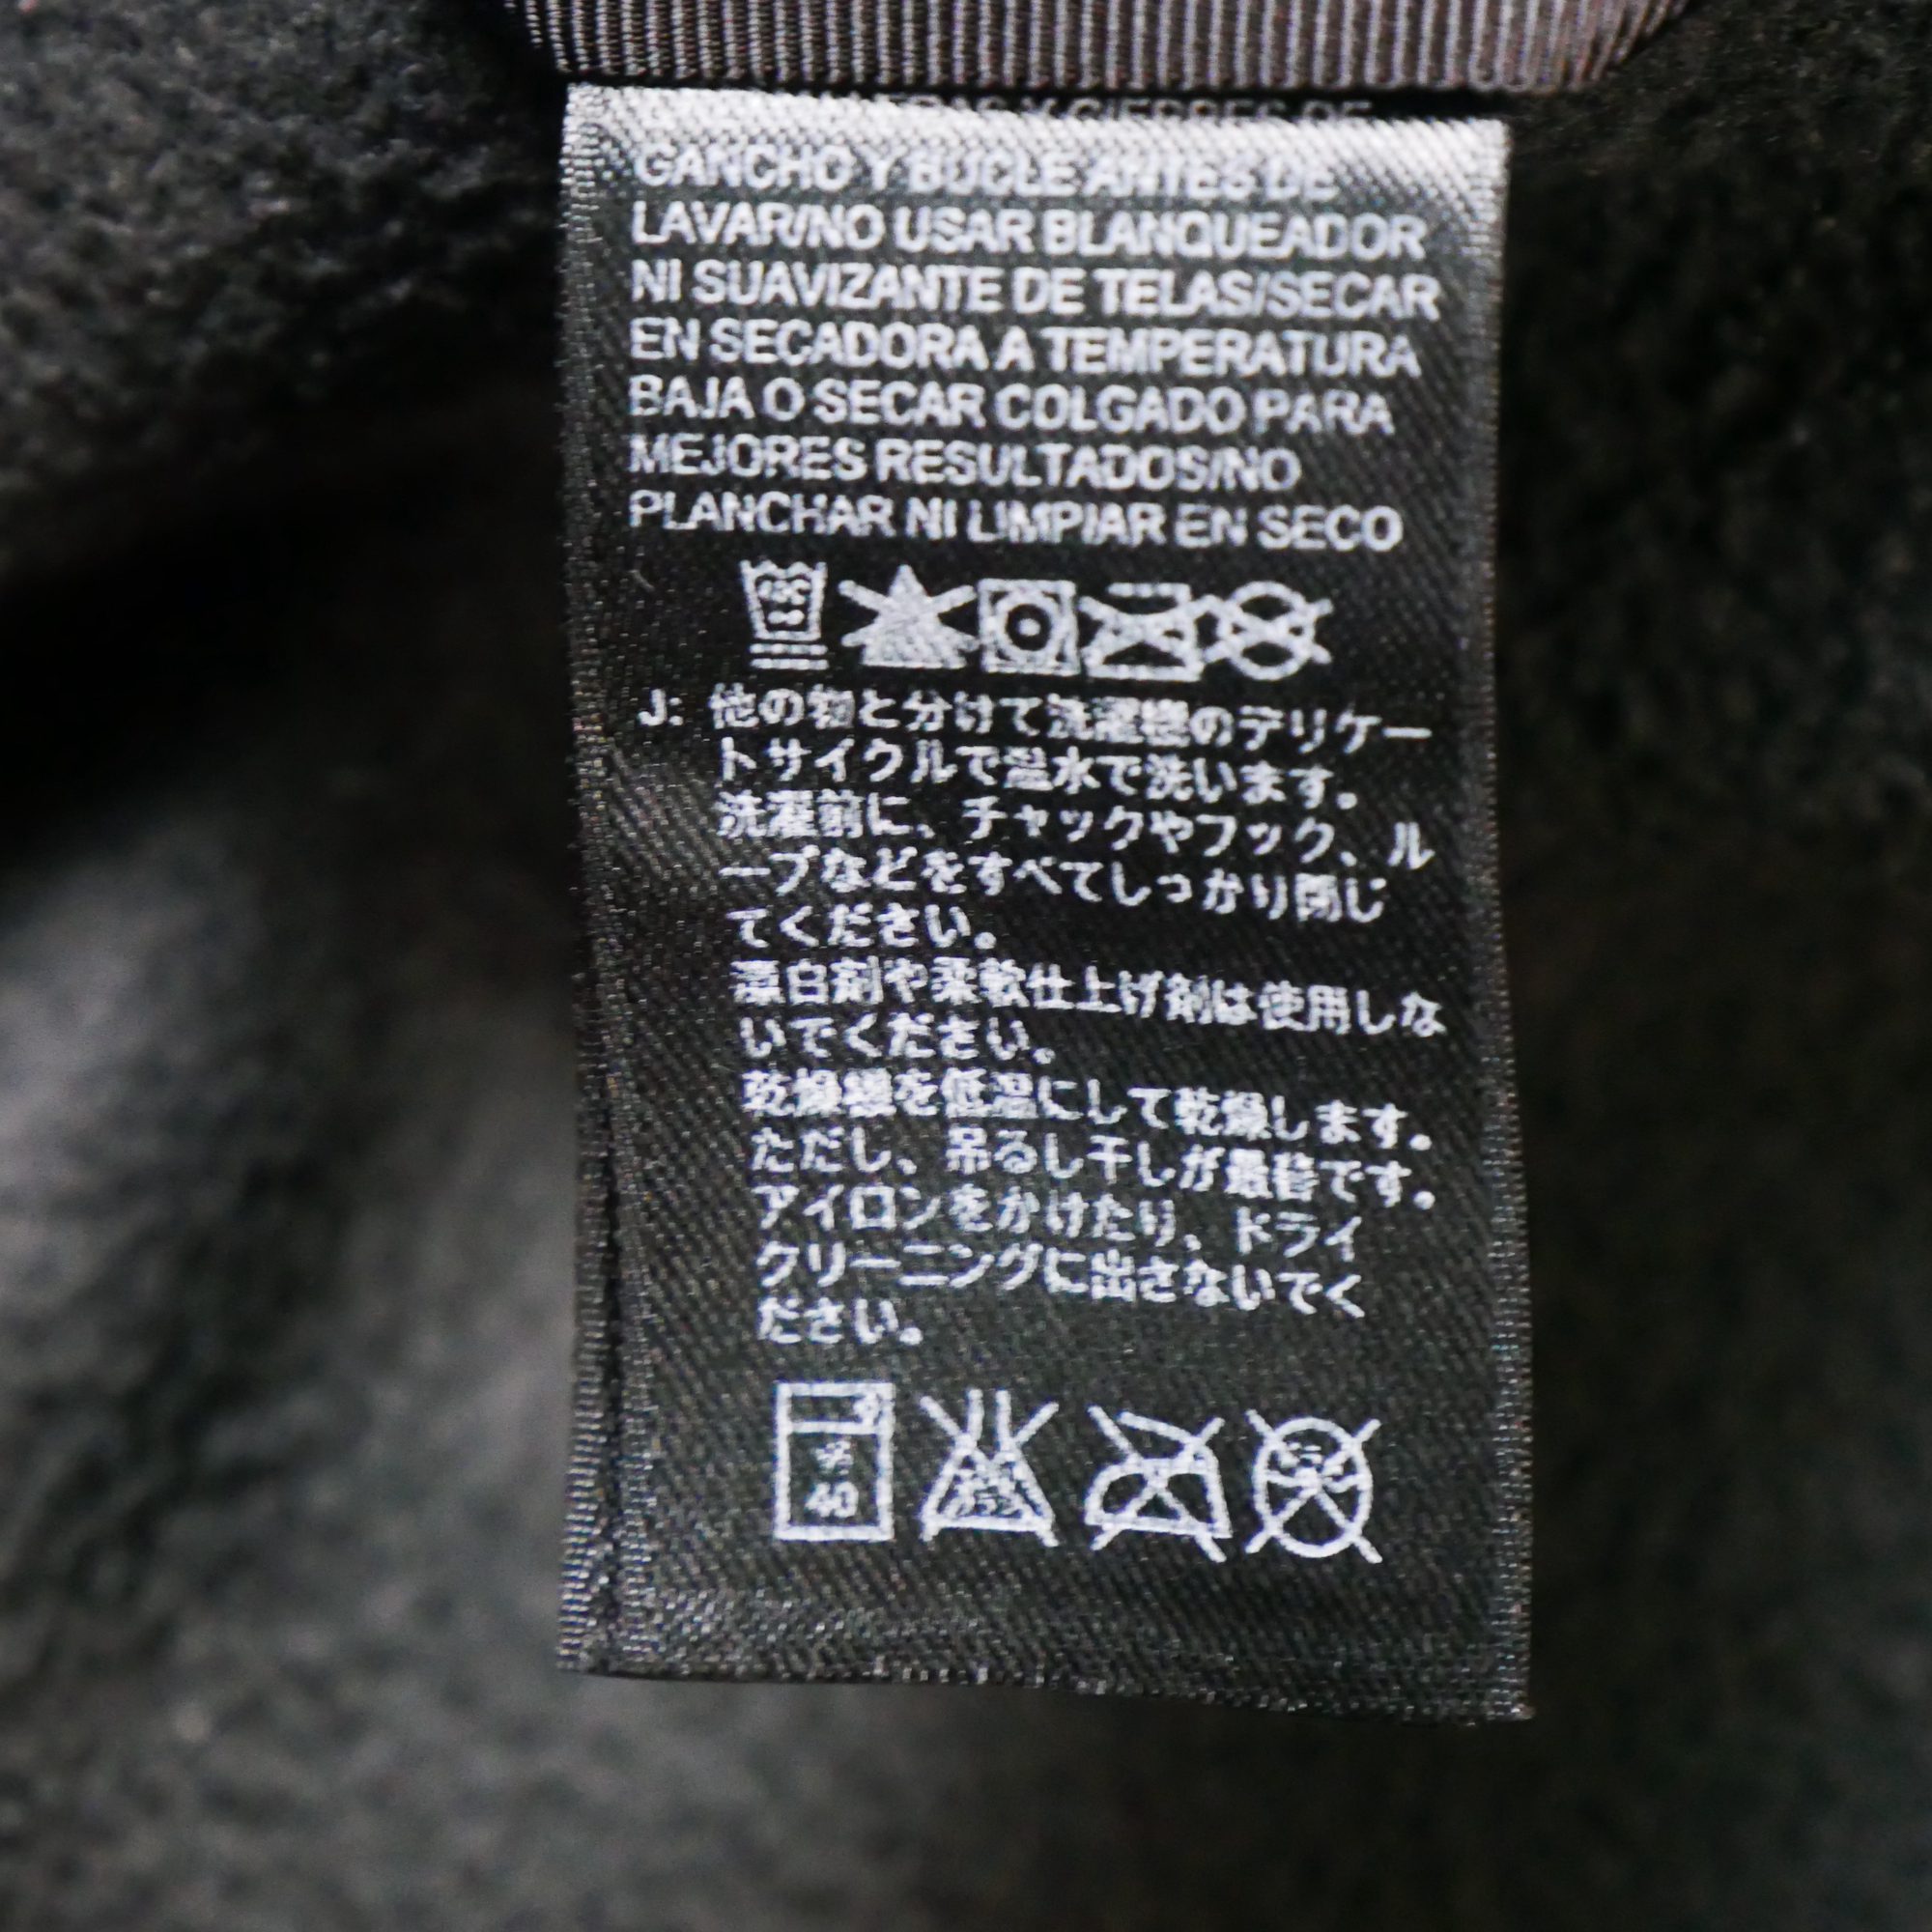 GANCHO Y BUCLE ANTES DE
LAVAR/NO USAR BLANQUEADOR
NI SUAVIZANTE DE TELAS/SECAR
EN SECADORA A TEMPERATURA
BAJA O SECAR COLGADO PARA
MEJORES RESULTADOS/NO
PLANCHAR NI LIMPIAR EN SECO
J: 他の物と分けて洗濯機のデリケー
トサイクルで温水で洗います。
洗濯前に、チャックやフック、ル
ープなどをすべてしっかり閉じ
てください。
漂白剤や柔軟仕上げ剤は使用しな
いでください。
乾燥機を低温にして乾燥します。
ただし、吊るし干しが最善です。
アイロンをかけたり、ドライ
クリーニングに出さないでく
ださい。
40